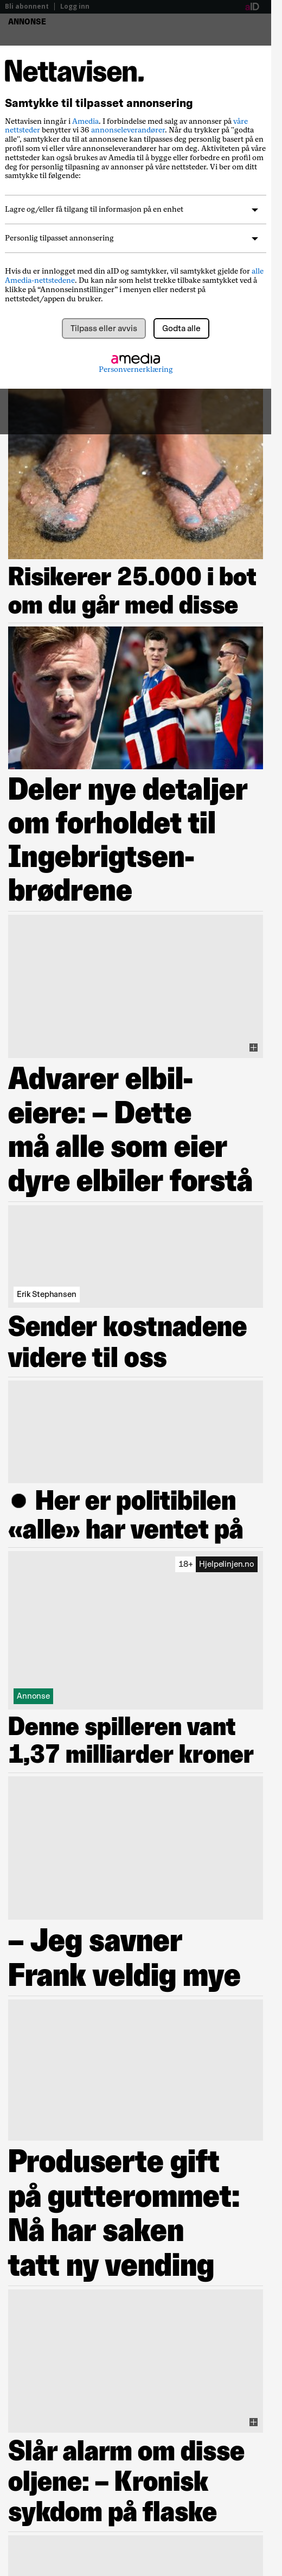 Bli abonnent | Logg inn
aID
ANNONSE
Nettavisen.
Samtykke til tilpasset annonsering
Nettavisen inngår i Amedia. I forbindelse med salg av annonser på våre
nettsteder benytter vi 36 annonseleverandører. Når du trykker på "godta
alle", samtykker du til at annonsene kan tilpasses deg personlig basert på en
profil som vi eller våre annonseleverandører har om deg. Aktiviteten på våre
nettsteder kan også brukes av Amedia til å bygge eller forbedre en profil om
deg for personlig tilpasning av annonser på våre nettsteder. Vi ber om ditt
samtykke til følgende:
Lagre og/eller få tilgang til informasjon på en enhet
Personlig tilpasset annonsering
Hvis du er innlogget med din aID og samtykker, vil samtykket gjelde for alle
Amedia-nettstedene. Du kan når som helst trekke tilbake samtykket ved å
klikke på "Annonseinnstillinger" i menyen eller nederst på
nettstedet/appen du bruker.
Tilpass eller avvis
Godta alle
amedia
Personvernerklæring
Risikerer 25.000 i bot
om du går med disse
Deler nye detaljer
om forholdet til
Ingebrigtsen-
brødrene
Advarer elbil-
eiere: – Dette
må alle som eier
dyre elbiler forstå
Erik Stephansen
Sender kostnadene
videre til oss
● Her er politibilen
«alle» har ventet på
18+ Hjelpelinjen.no
Annonse
Denne spilleren vant
1,37 milliarder kroner
– Jeg savner
Frank veldig mye
Produserte gift
på gutterommet:
Nå har saken
tatt ny vending
Slår alarm om disse
oljene: – Kronisk
sykdom på flaske